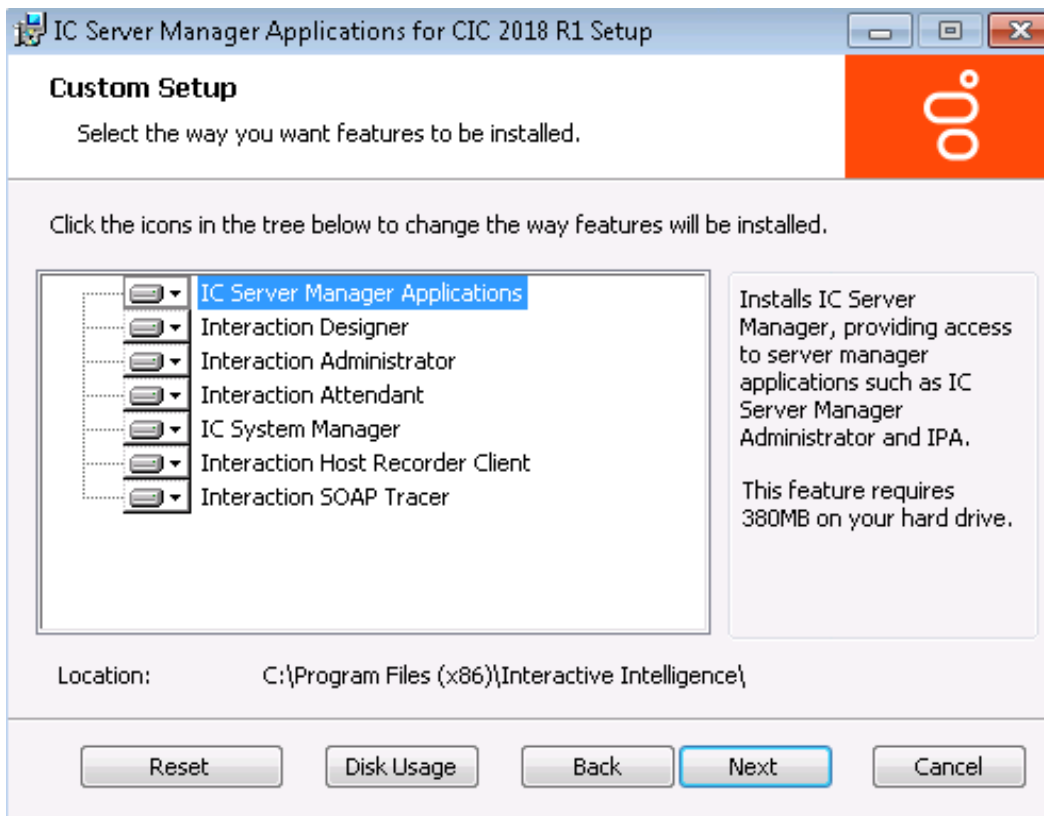 IC Server Manager Applications for CIC 2018 R1 Setup
Custom Setup
Select the way you want features to be installed.
Click the icons in the tree below to change the way features will be installed.
IC Server Manager Applications
Interaction Designer
Interaction Administrator
Interaction Attendant
IC System Manager
Interaction Host Recorder Client
Interaction SOAP Tracer
Installs IC Server
Manager, providing access
to server manager
applications such as IC
Server Manager
Administrator and IPA.
This feature requires
380MB on your hard drive.
Location: C:\Program Files (x86)\Interactive Intelligence\
Reset Disk Usage Back Next Cancel